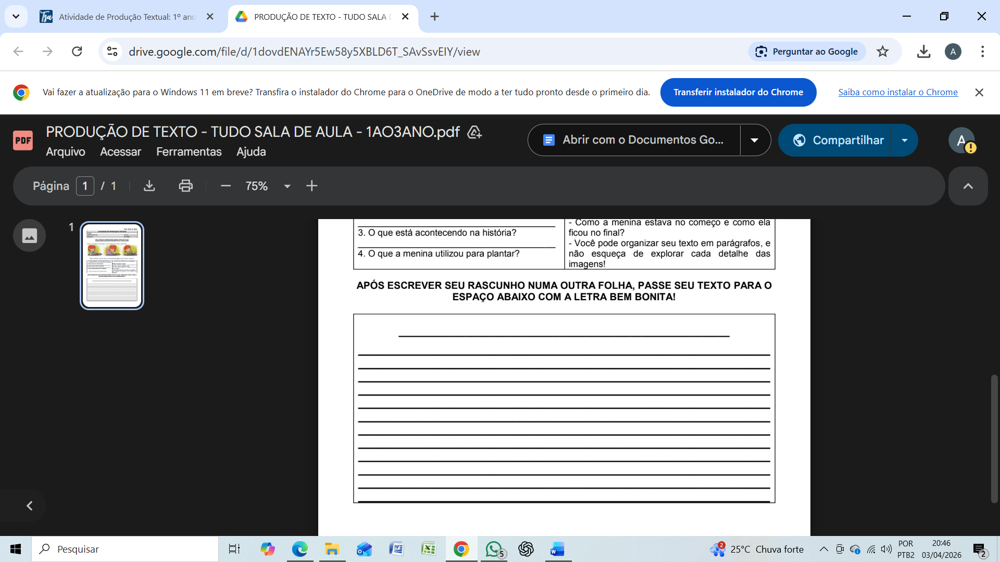 Atividade de Produção Textual: 1º ano
PRODUÇÃO DE TEXTO - TUDO SALA D
drive.google.com/file/d/1dovdENAYr5Ew58y5XBLD6T_SAvSsvEIY/view
Perguntar ao Google
A
Vai fazer a atualização para o Windows 11 em breve? Transfira o instalador do Chrome para o OneDrive de modo a ter tudo pronto desde o primeiro dia.
Transferir instalador do Chrome
Saiba como instalar o Chrome
PDF
PRODUÇÃO DE TEXTO - TUDO SALA DE AULA - 1AO3ANO.pdf
Arquivo Acessar Ferramentas Ajuda
Abrir com o Documentos Go...
Compartilhar
A
Página 1 / 1
75%
1
3. O que está acontecendo na história?
4. O que a menina utilizou para plantar?
- Como a menina estava no começo e como ela
ficou no final?
- Você pode organizar seu texto em parágrafos, e
não esqueça de explorar cada detalhe das
imagens!
APÓS ESCREVER SEU RASCUNHO NUMA OUTRA FOLHA, PASSE SEU TEXTO PARA O
ESPAÇO ABAIXO COM A LETRA BEM BONITA!
Pesquisar
5
2
25°C Chuva forte
POR
PTB2
20:46
03/04/2026
2